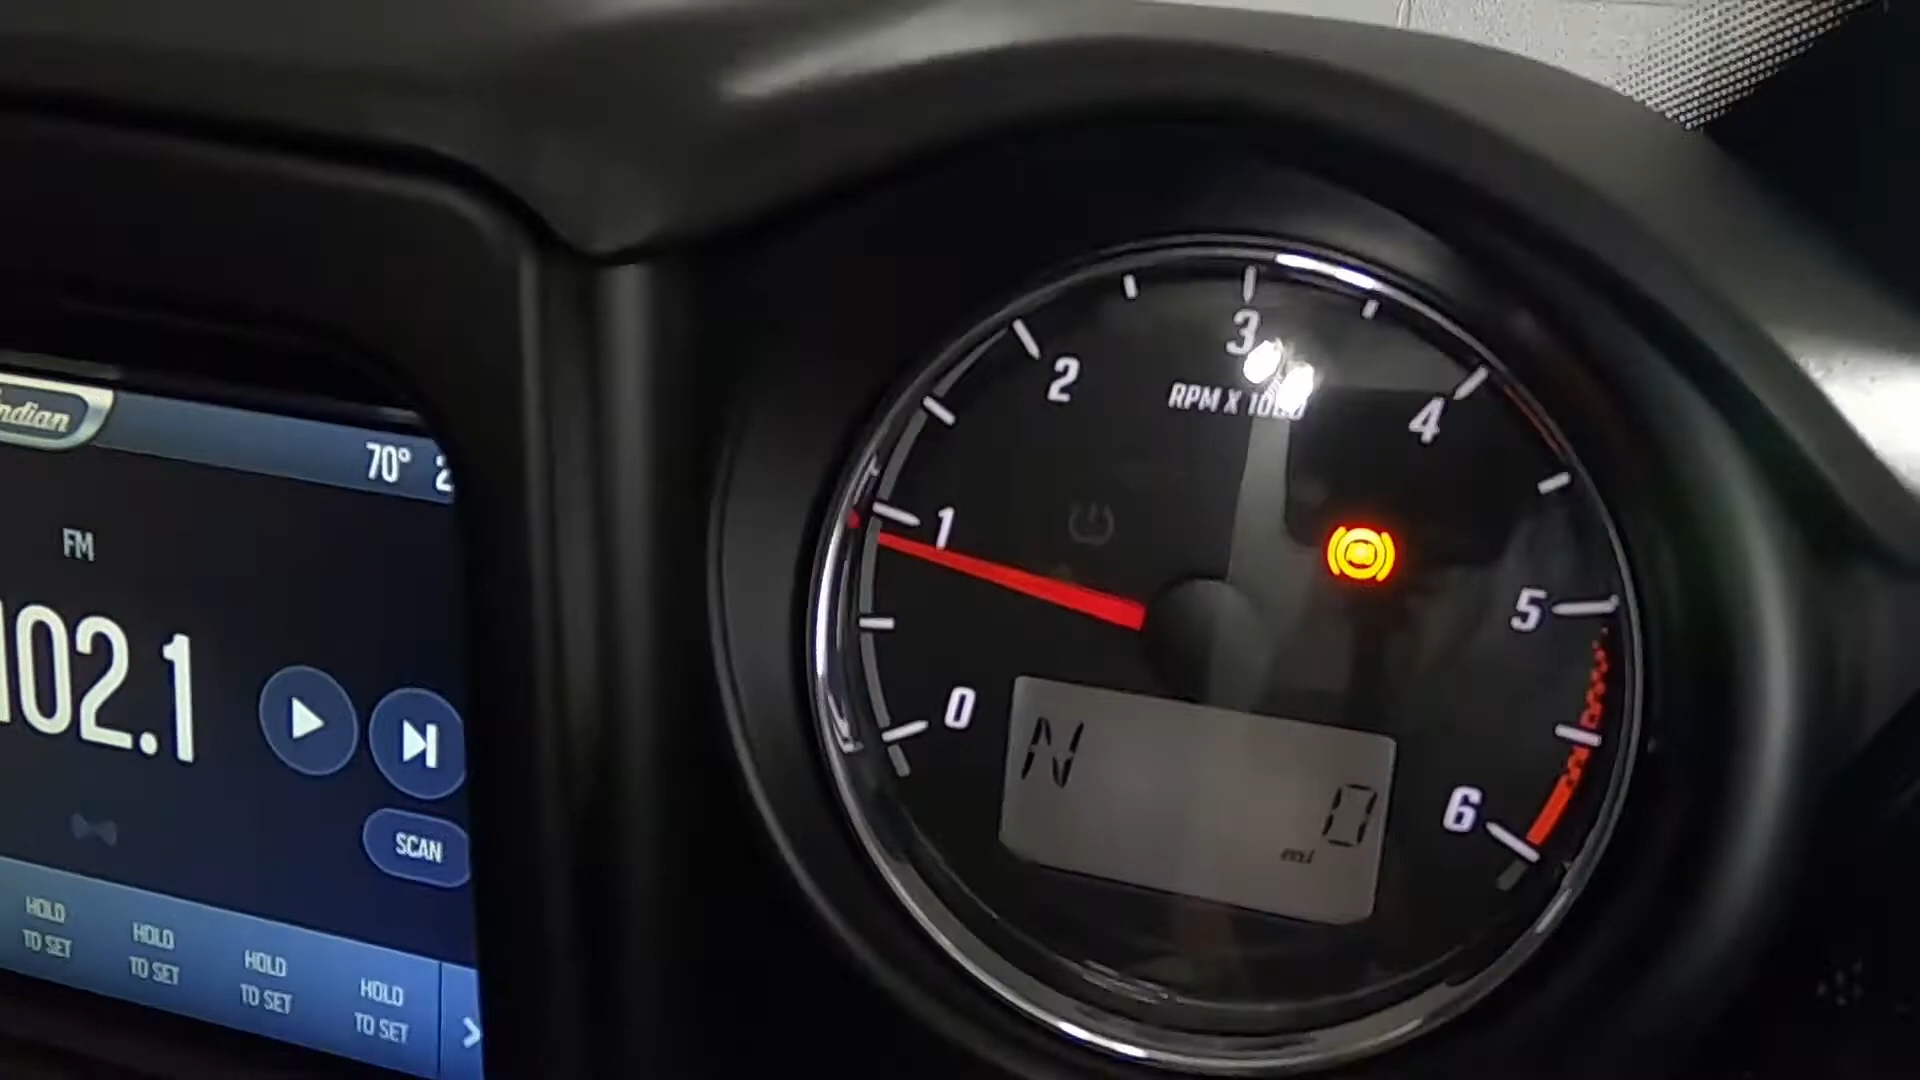 Indian
70° 2
FM
102.1
SCAN
HOLD
TO SET
HOLD
TO SET
HOLD
TO SET
HOLD
TO SET
0
1
2
3
4
5
6
RPM X 1000
N
0
mi